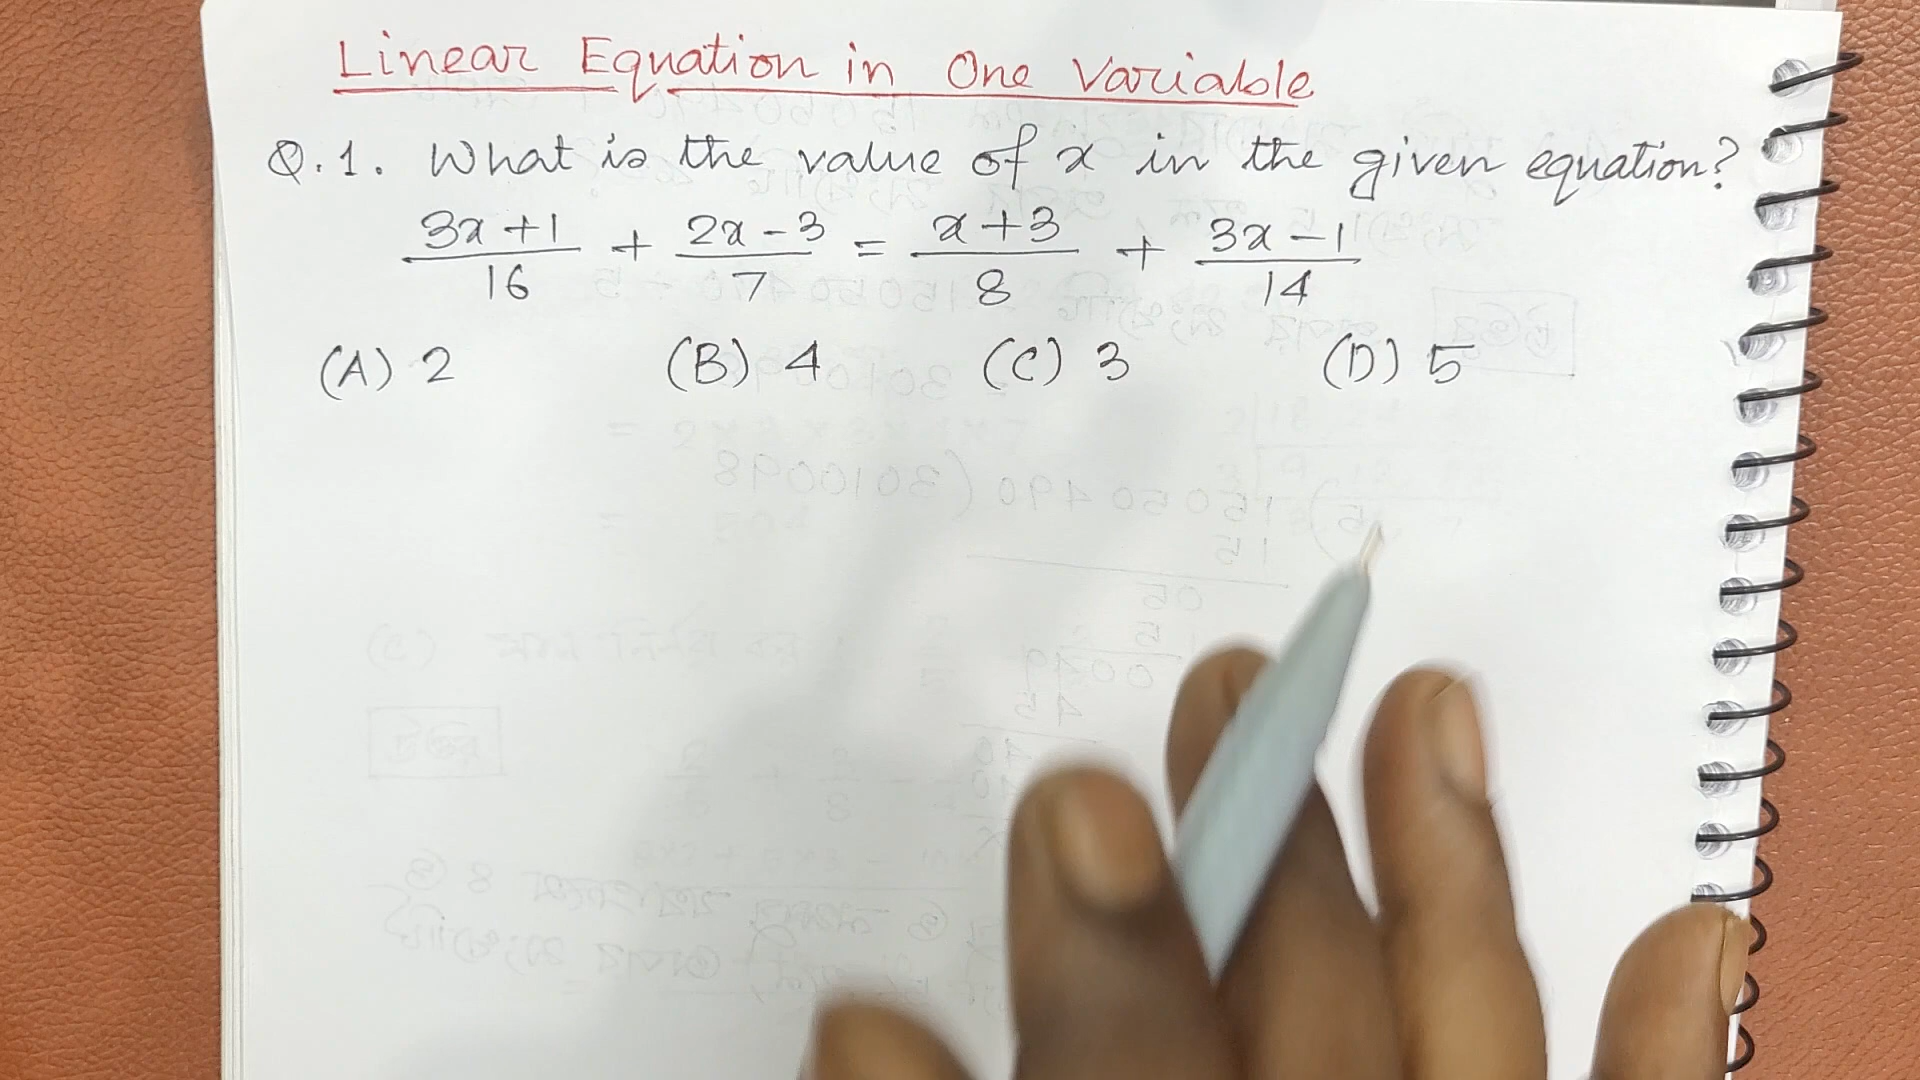 Linear Equation in One Variable
Q.1. What is the value of x in the given equation?
3x+1/16 + 2x-3/7 = x+3/8 + 3x-1/14
(A) 2 (B) 4 (C) 3 (D) 5